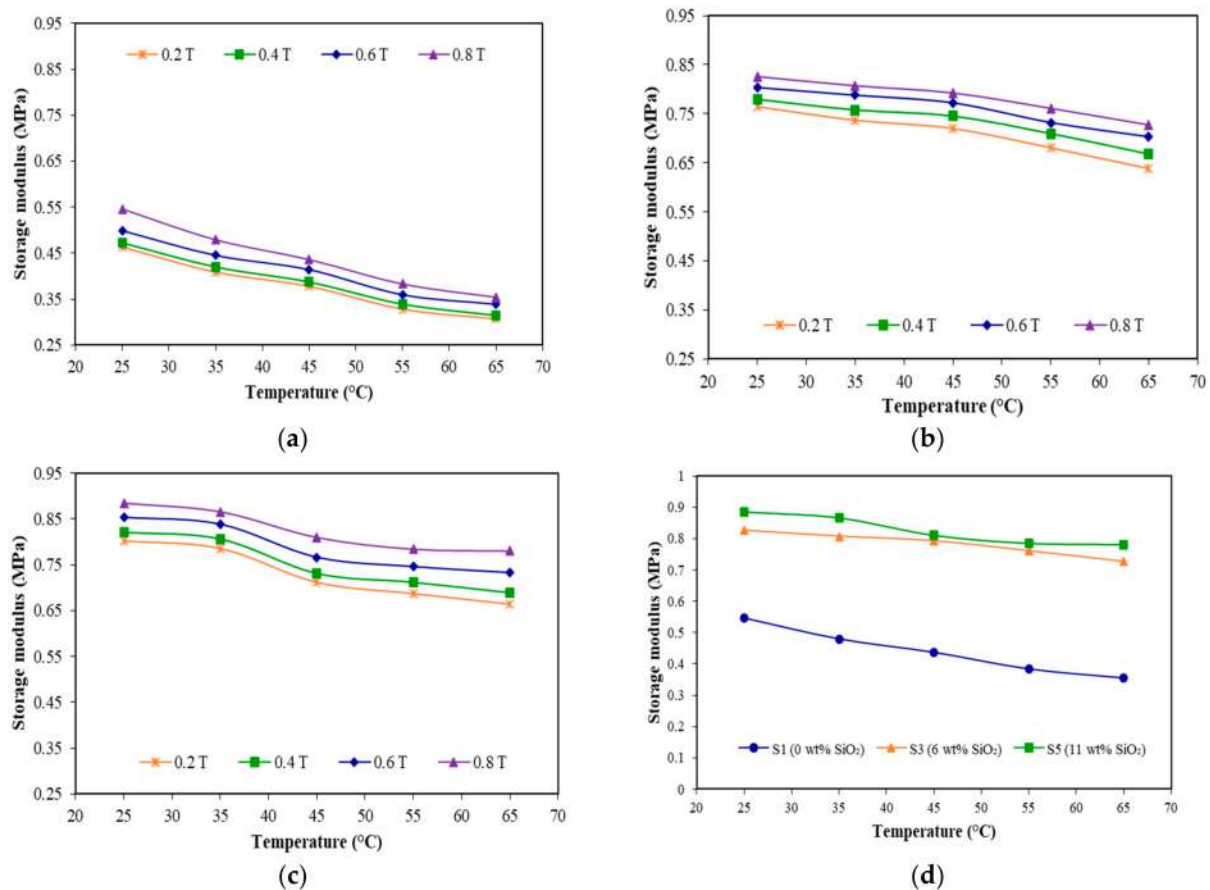 0.95
0.85
0.75
0.65
0.55
0.45
0.35
0.25
Storage modulus (MPa)
0.2 T 0.4 T 0.6 T 0.8 T
20 25 30 35 40 45 50 55 60 65 70
Temperature (°C)
(a)
0.95
0.85
0.75
0.65
0.55
0.45
0.35
0.25
Storage modulus (MPa)
0.2 T 0.4 T 0.6 T 0.8 T
20 25 30 35 40 45 50 55 60 65 70
Temperature (°C)
(b)
0.95
0.85
0.75
0.65
0.55
0.45
0.35
0.25
Storage modulus (MPa)
0.2 T 0.4 T 0.6 T 0.8 T
20 25 30 35 40 45 50 55 60 65 70
Temperature (°C)
(c)
1
0.9
0.8
0.7
0.6
0.5
0.4
0.3
0.2
0.1
0
Storage modulus (MPa)
S1 (0 wt% SiO₂) S3 (6 wt% SiO₂) S5 (11 wt% SiO₂)
20 25 30 35 40 45 50 55 60 65 70
Temperature (°C)
(d)